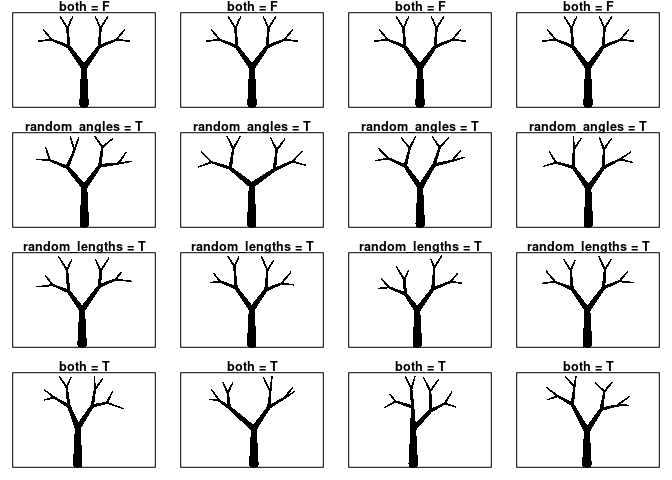 both = F both = F both = F both = F
random_angles = T random_angles = T random_angles = T random_angles = T
random_lengths = T random_lengths = T random_lengths = T random_lengths = T
both = T both = T both = T both = T